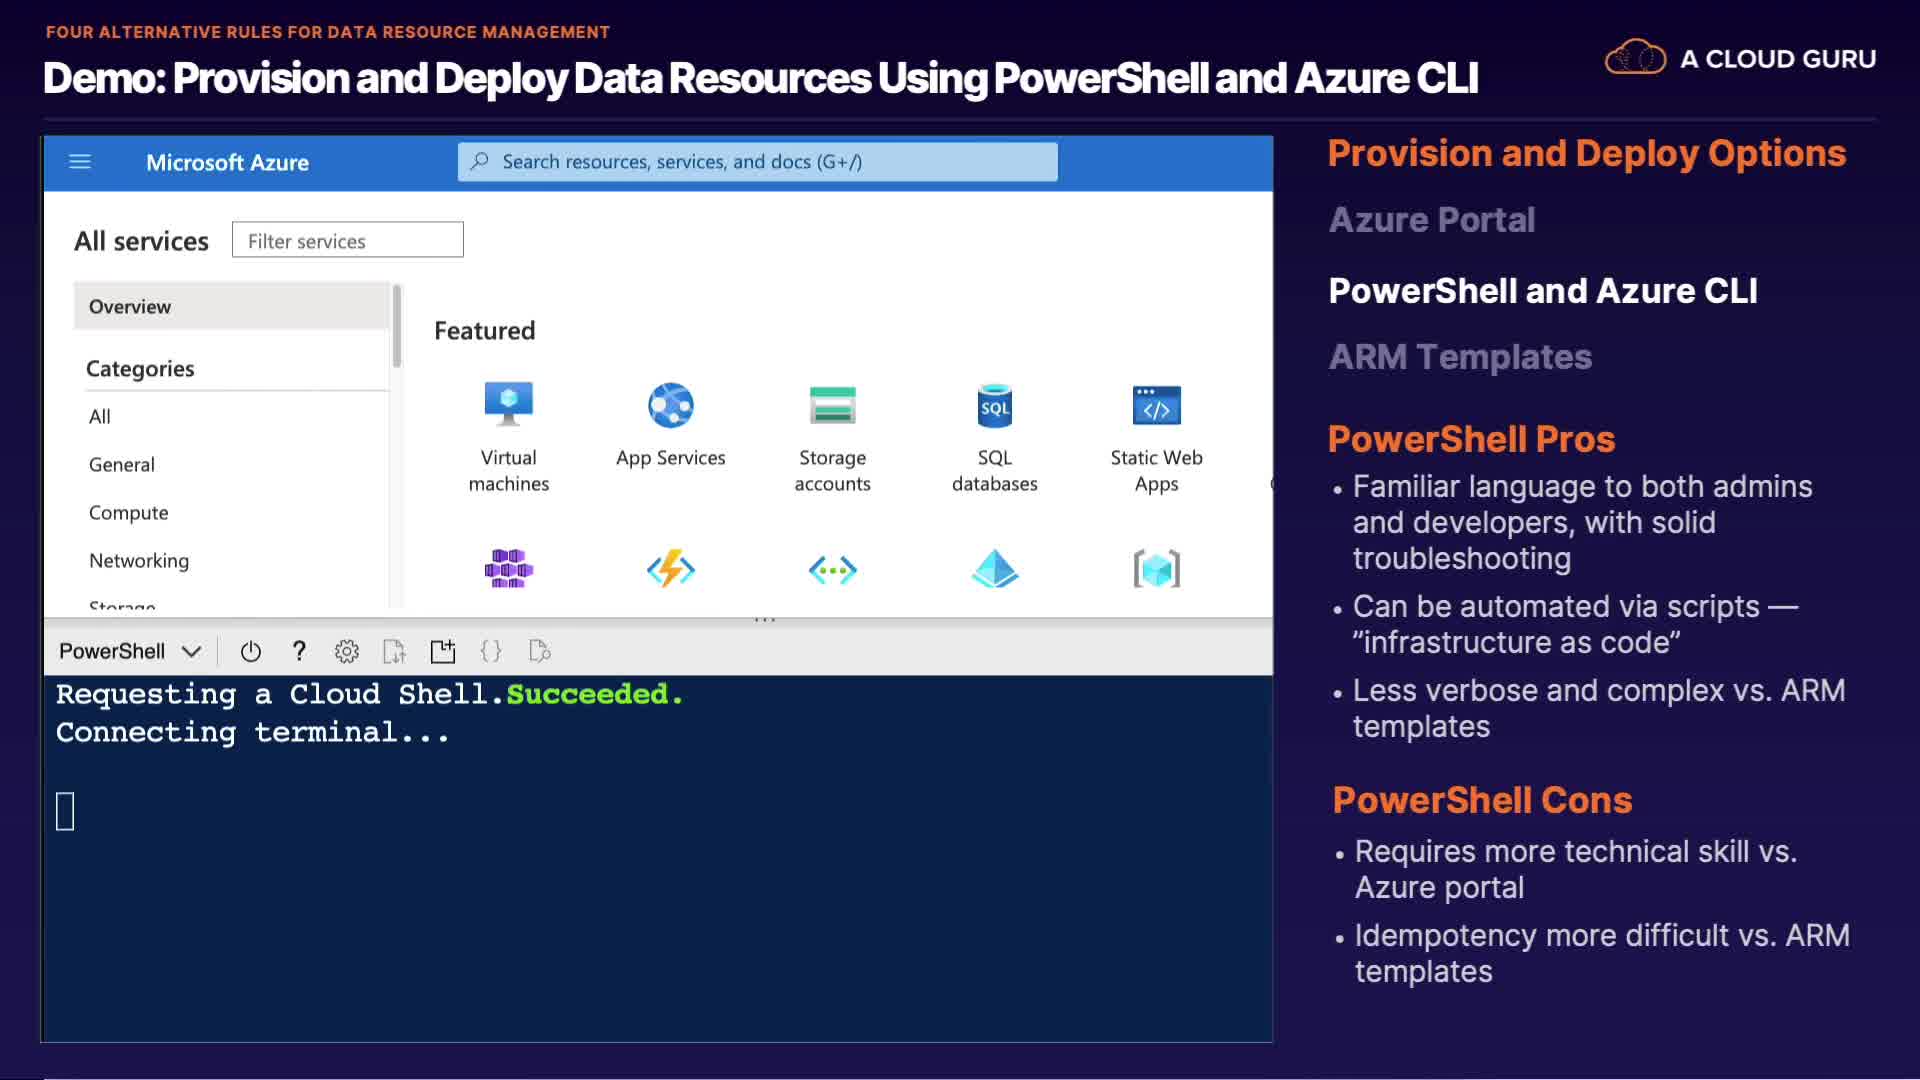 FOUR ALTERNATIVE RULES FOR DATA RESOURCE MANAGEMENT
Demo: Provision and Deploy Data Resources Using PowerShell and Azure CLI
A CLOUD GURU
Microsoft Azure
Search resources, services, and docs (G+/)
All services
Filter services
Overview
Categories
All
General
Compute
Networking
Storage
Featured
Virtual
machines
App Services
Storage
accounts
SQL
SQL
databases
Static Web
Apps
PowerShell
Requesting a Cloud Shell.Succeeded.
Connecting terminal...
Provision and Deploy Options
Azure Portal
PowerShell and Azure CLI
ARM Templates
PowerShell Pros
• Familiar language to both admins
and developers, with solid
troubleshooting
• Can be automated via scripts —
”infrastructure as code”
• Less verbose and complex vs. ARM
templates
PowerShell Cons
• Requires more technical skill vs.
Azure portal
• Idempotency more difficult vs. ARM
templates